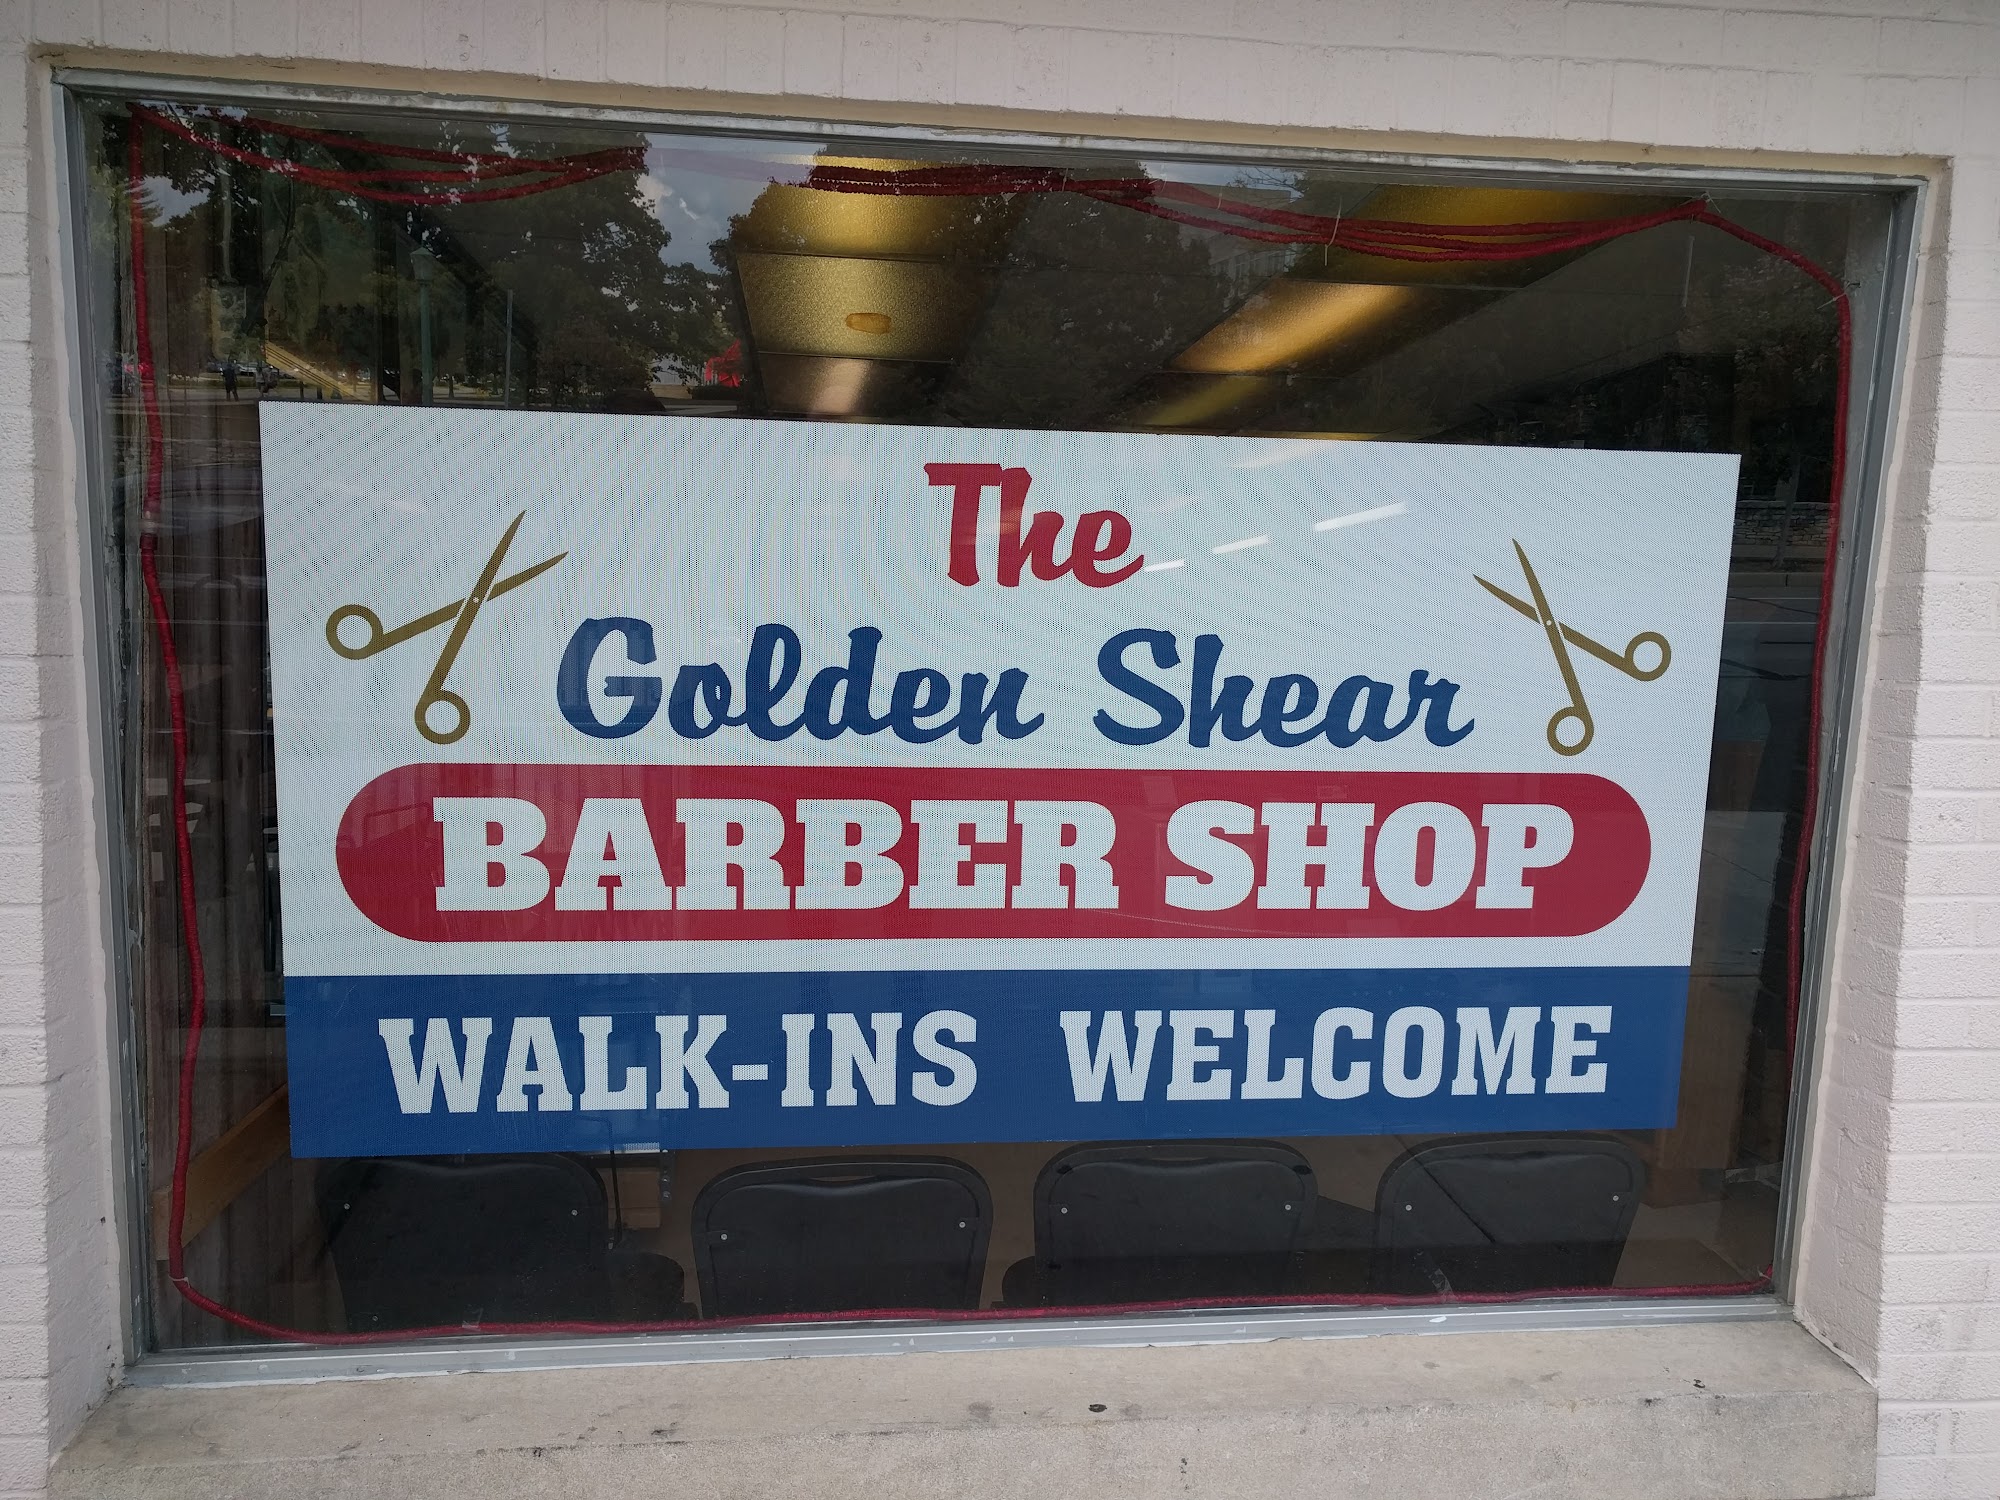 The
Golden Shear
BARBER SHOP
WALK-INS WELCOME